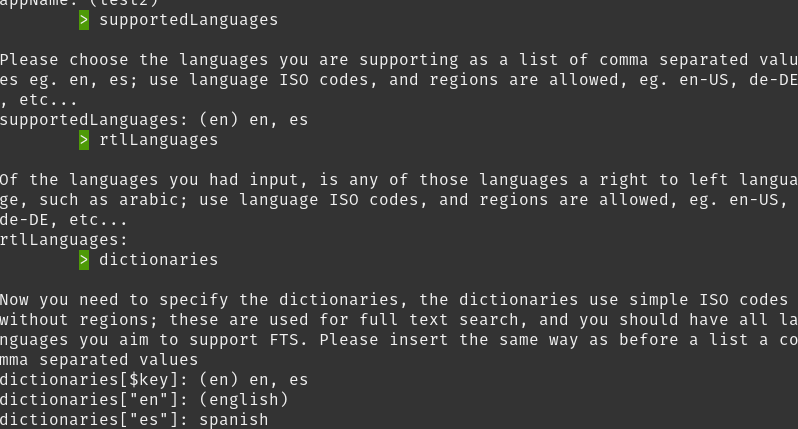 appName: (test2)
> supportedLanguages
Please choose the languages you are supporting as a list of comma separated valu
es eg. en, es; use language ISO codes, and regions are allowed, eg. en-US, de-DE
, etc...
supportedLanguages: (en) en, es
> rtlLanguages
Of the languages you had input, is any of those languages a right to left langua
ge, such as arabic; use language ISO codes, and regions are allowed, eg. en-US,
de-DE, etc...
rtlLanguages:
> dictionaries
Now you need to specify the dictionaries, the dictionaries use simple ISO codes
without regions; these are used for full text search, and you should have all la
nguages you aim to support FTS. Please insert the same way as before a list a co
mma separated values
dictionaries[$key]: (en) en, es
dictionaries["en"]: (english)
dictionaries["es"]: spanish